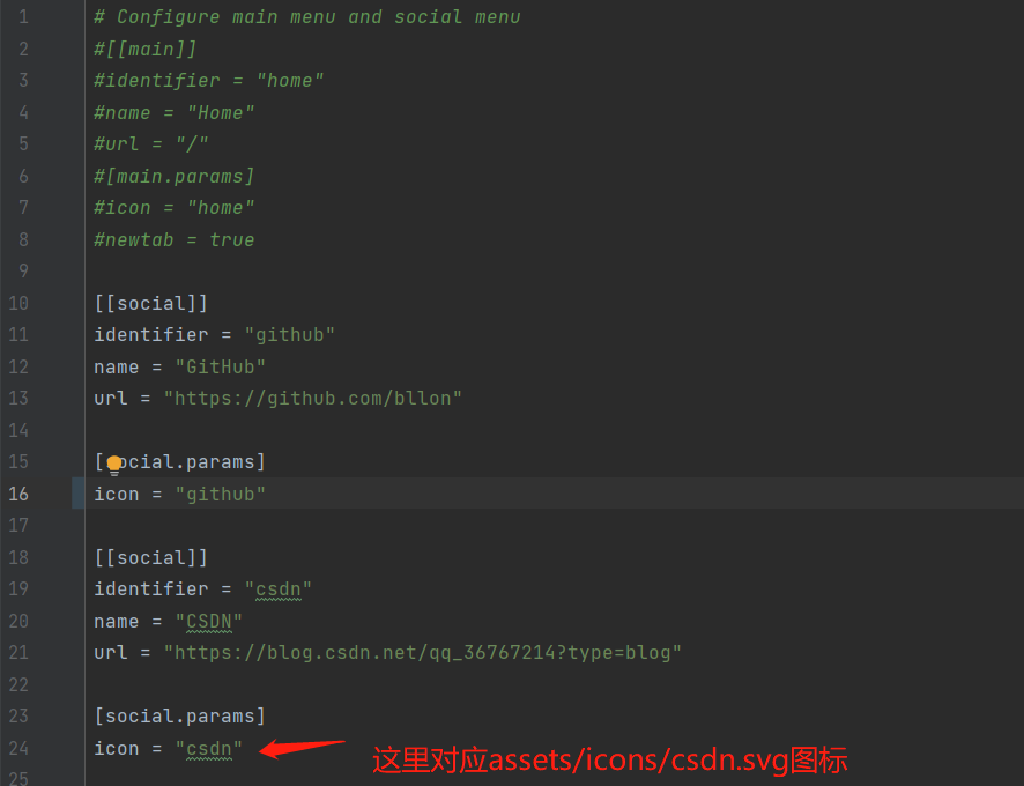 1 # Configure main menu and social menu
2 #[[main]]
3 #identifier = "home"
4 #name = "Home"
5 #url = "/"
6 #[main.params]
7 #icon = "home"
8 #newtab = true
9
10 [[social]]
11 identifier = "github"
12 name = "GitHub"
13 url = "https://github.com/bllon"
14
15 [social.params]
16 icon = "github"
17
18 [[social]]
19 identifier = "csdn"
20 name = "CSDN"
21 url = "https://blog.csdn.net/qq_36767214?type=blog"
22
23 [social.params]
24 icon = "csdn" 这里对应assets/icons/csdn.svg图标
25